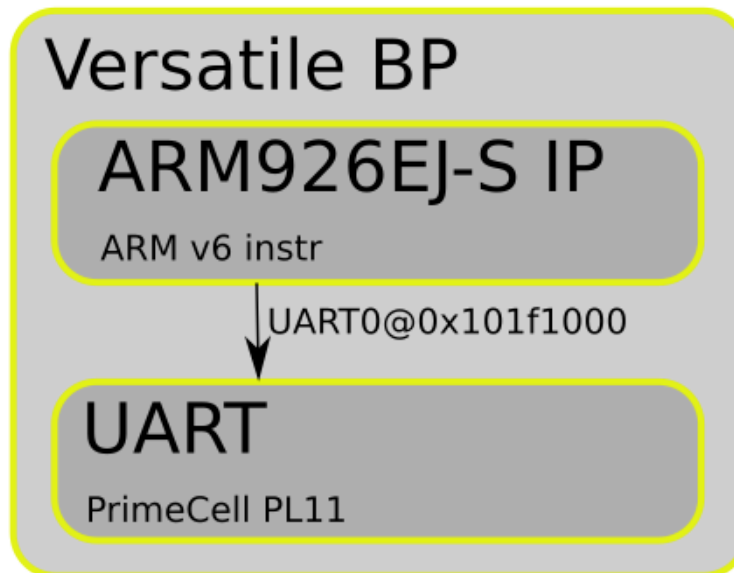 Versatile BP
ARM926EJ-S IP
ARM v6 instr
UART0@0x101f1000
UART
PrimeCell PL11